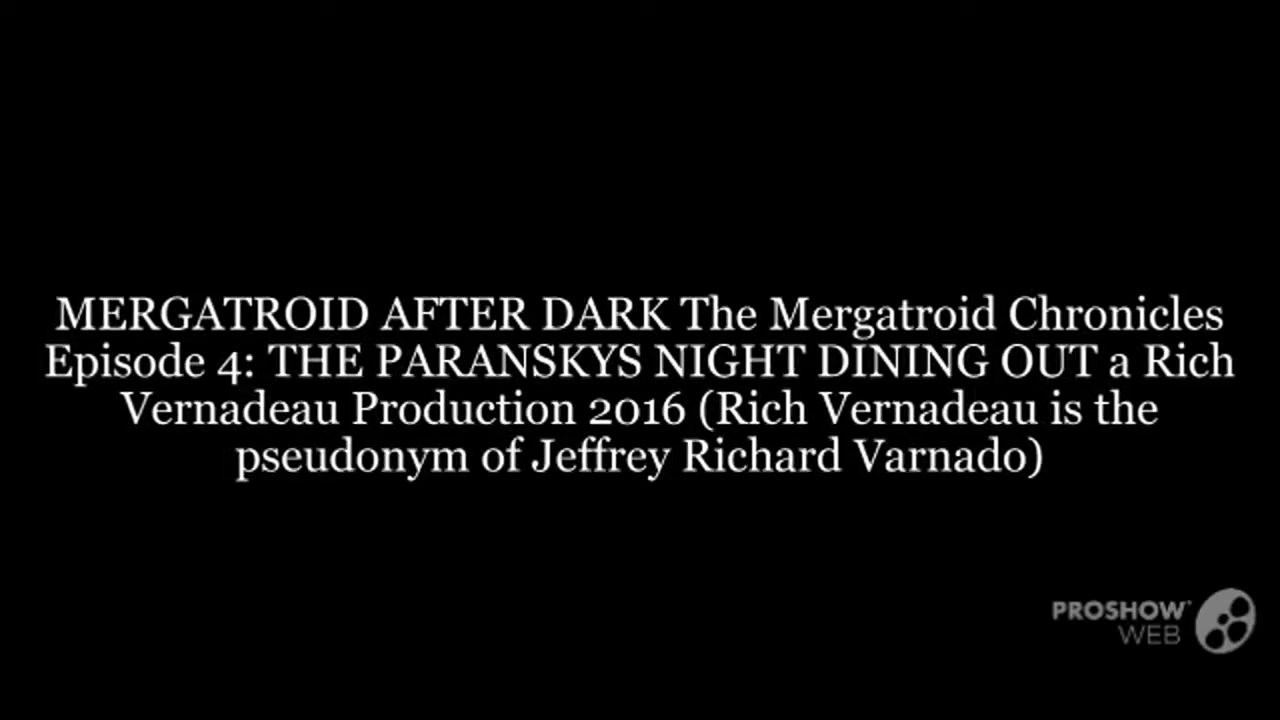 MERGATROID AFTER DARK The Mergatroid Chronicles
Episode 4: THE PARANSKYS NIGHT DINING OUT a Rich
Vernadeau Production 2016 (Rich Vernadeau is the
pseudonym of Jeffrey Richard Varnado)
PROSHOW
WEB